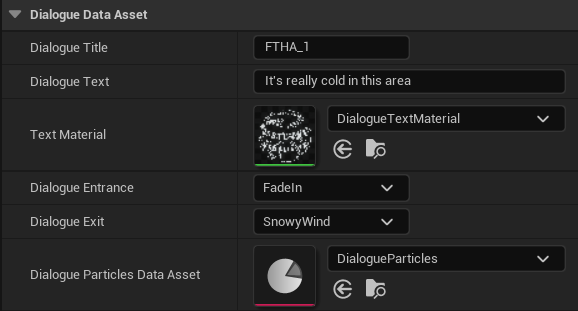 Dialogue Data Asset
Dialogue Title
FTHA_1
Dialogue Text
It's really cold in this area
Text Material
DialogueTextMaterial
Dialogue Entrance
FadeIn
Dialogue Exit
SnowyWind
Dialogue Particles Data Asset
DialogueParticles